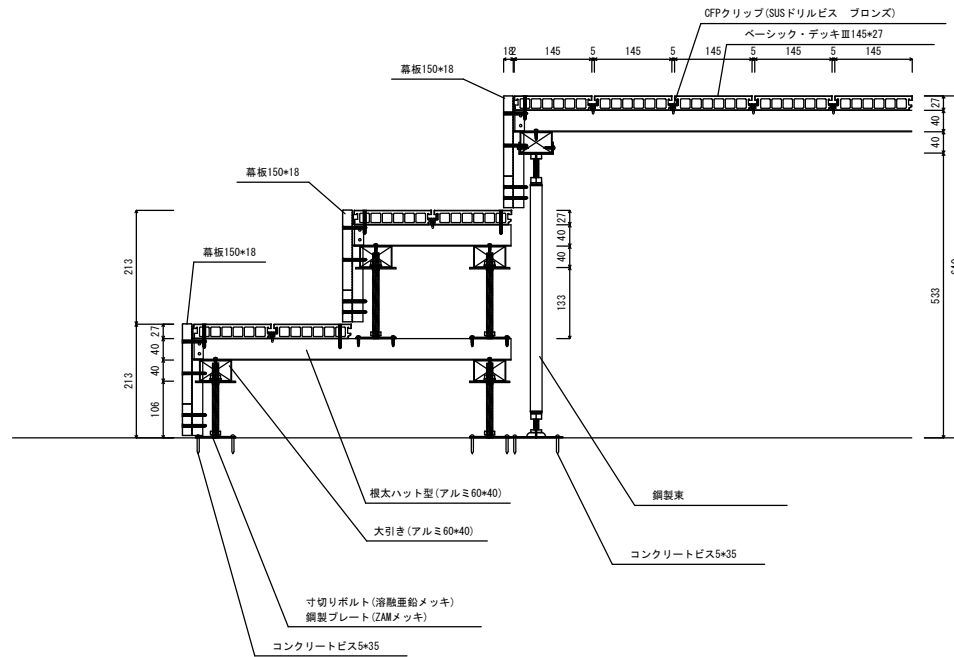 CFPクリップ(SUSドリルビス　ブロンズ)
ベーシック・デッキⅢ145*27
18
2
145
5
145
5
145
5
145
5
145
幕板150*18
27
40
40
533
幕板150*18
27
40
40
133
213
幕板150*18
213
27
40
40
106
根太ハット型(アルミ60*40)
大引き(アルミ60*40)
鋼製束
コンクリートビス5*35
寸切りボルト(溶融亜鉛メッキ)
鋼製プレート(ZAMメッキ)
コンクリートビス5*35